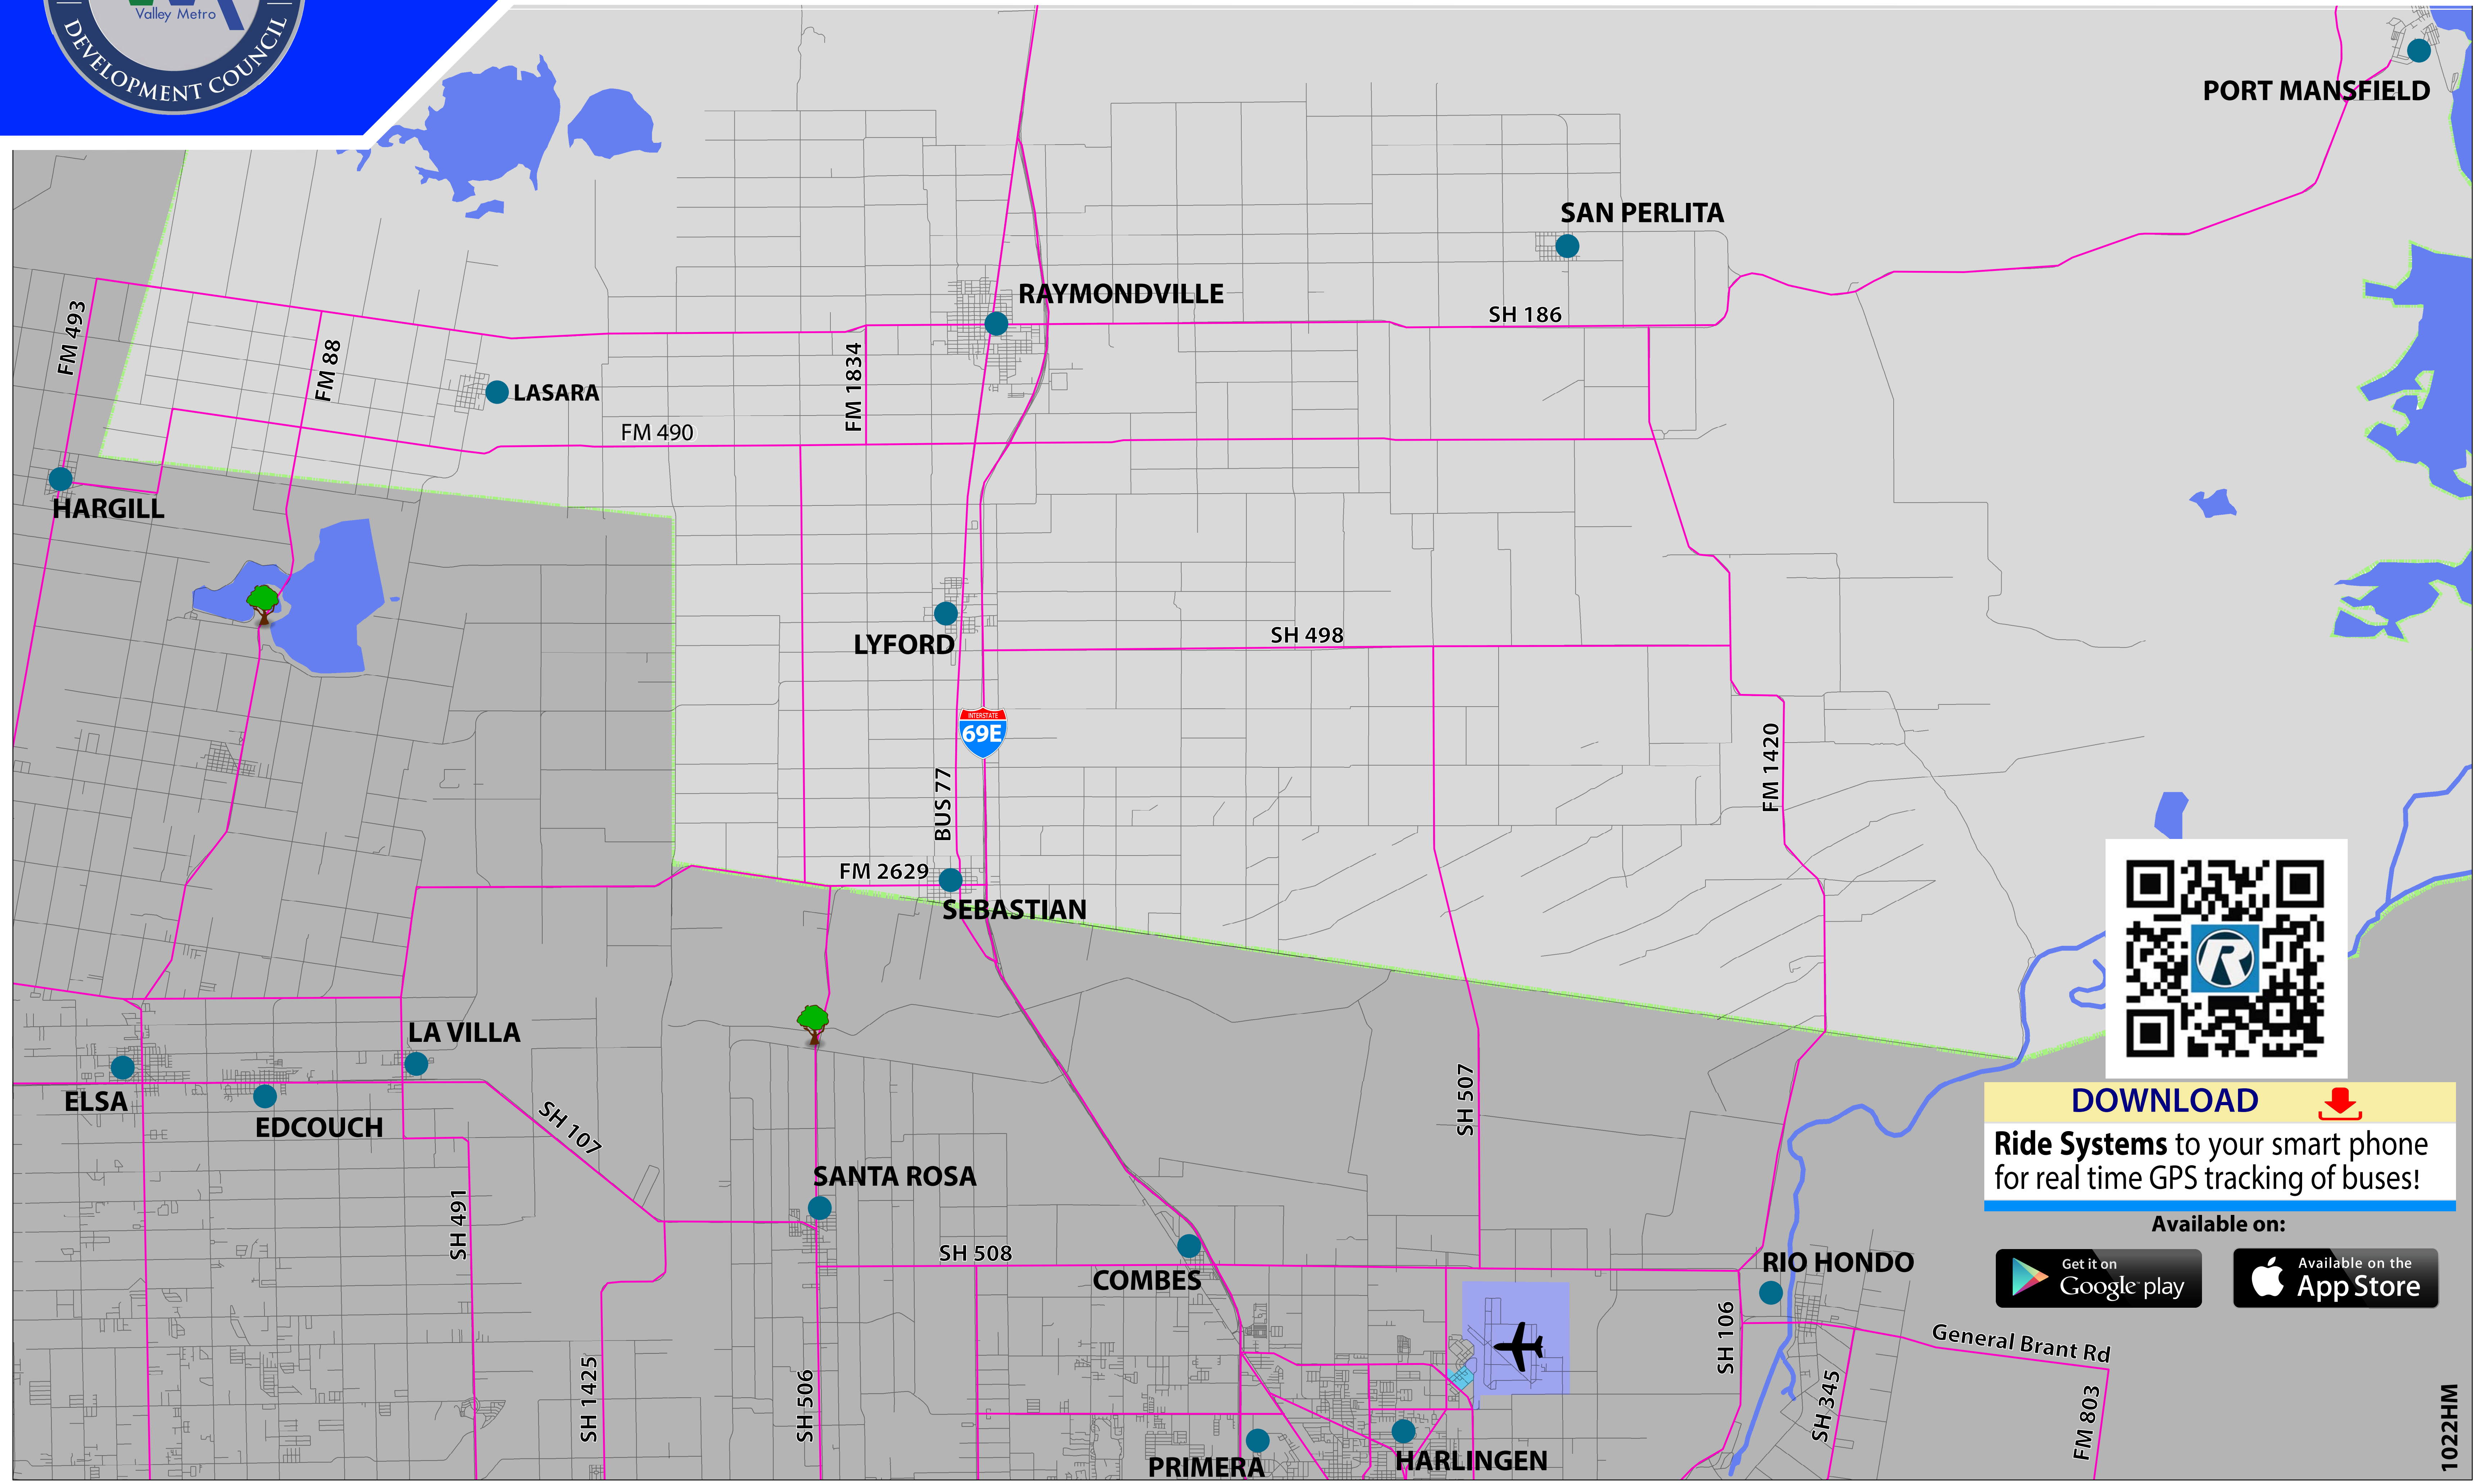 Valley Metro
DEVELOPMENT COUNCIL
PORT MANSFIELD
SAN PERLITA
RAYMONDVILLE
SH 186
FM 493
FM 88
FM 1834
LASARA
FM 490
HARGILL
LYFORD
SH 498
INTERSTATE
69E
BUS 77
FM 1420
FM 2629
SEBASTIAN
LA VILLA
ELSA
EDCOUCH
SH 107
SH 507
SANTA ROSA
SH 491
SH 508
COMBES
RIO HONDO
SH 1425
SH 506
SH 106
General Brant Rd
SH 345
FM 803
PRIMERA
HARLINGEN
R
DOWNLOAD
Ride Systems to your smart phone
for real time GPS tracking of buses!
Available on:
Get it on
Google play
Available on the
App Store
1022HM